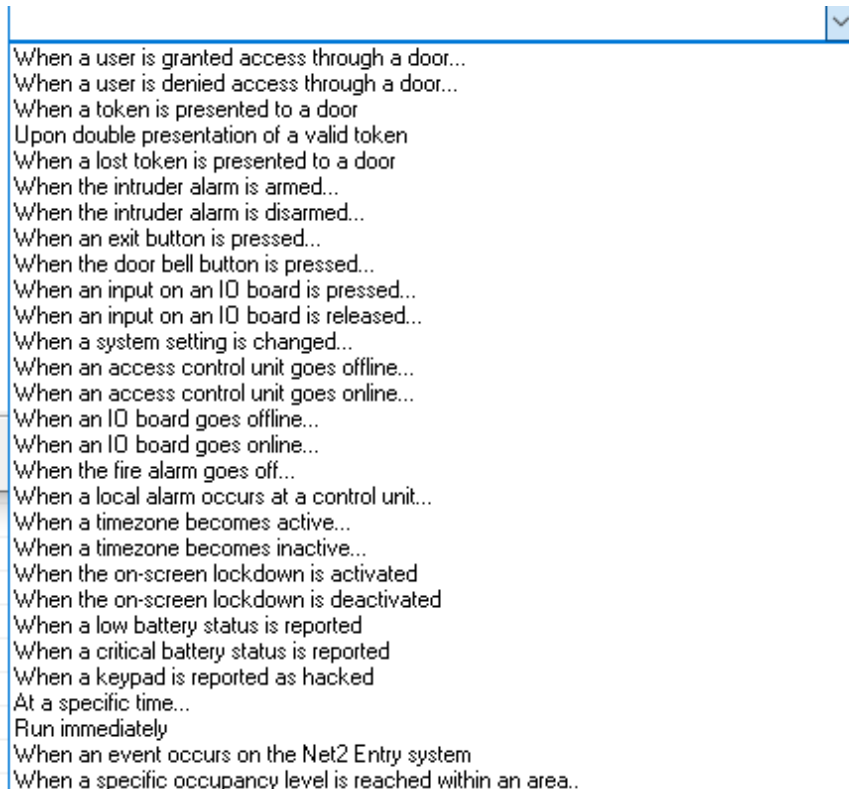 When a user is granted access through a door...
When a user is denied access through a door...
When a token is presented to a door
Upon double presentation of a valid token
When a lost token is presented to a door
When the intruder alarm is armed...
When the intruder alarm is disarmed...
When an exit button is pressed...
When the door bell button is pressed...
When an input on an IO board is pressed...
When an input on an IO board is released...
When a system setting is changed...
When an access control unit goes offline...
When an access control unit goes online...
When an IO board goes offline...
When an IO board goes online...
When the fire alarm goes off...
When a local alarm occurs at a control unit...
When a timezone becomes active...
When a timezone becomes inactive...
When the on-screen lockdown is activated
When the on-screen lockdown is deactivated
When a low battery status is reported
When a critical battery status is reported
When a keypad is reported as hacked
At a specific time...
Run immediately
When an event occurs on the Net2 Entry system
When a specific occupancy level is reached within an area..